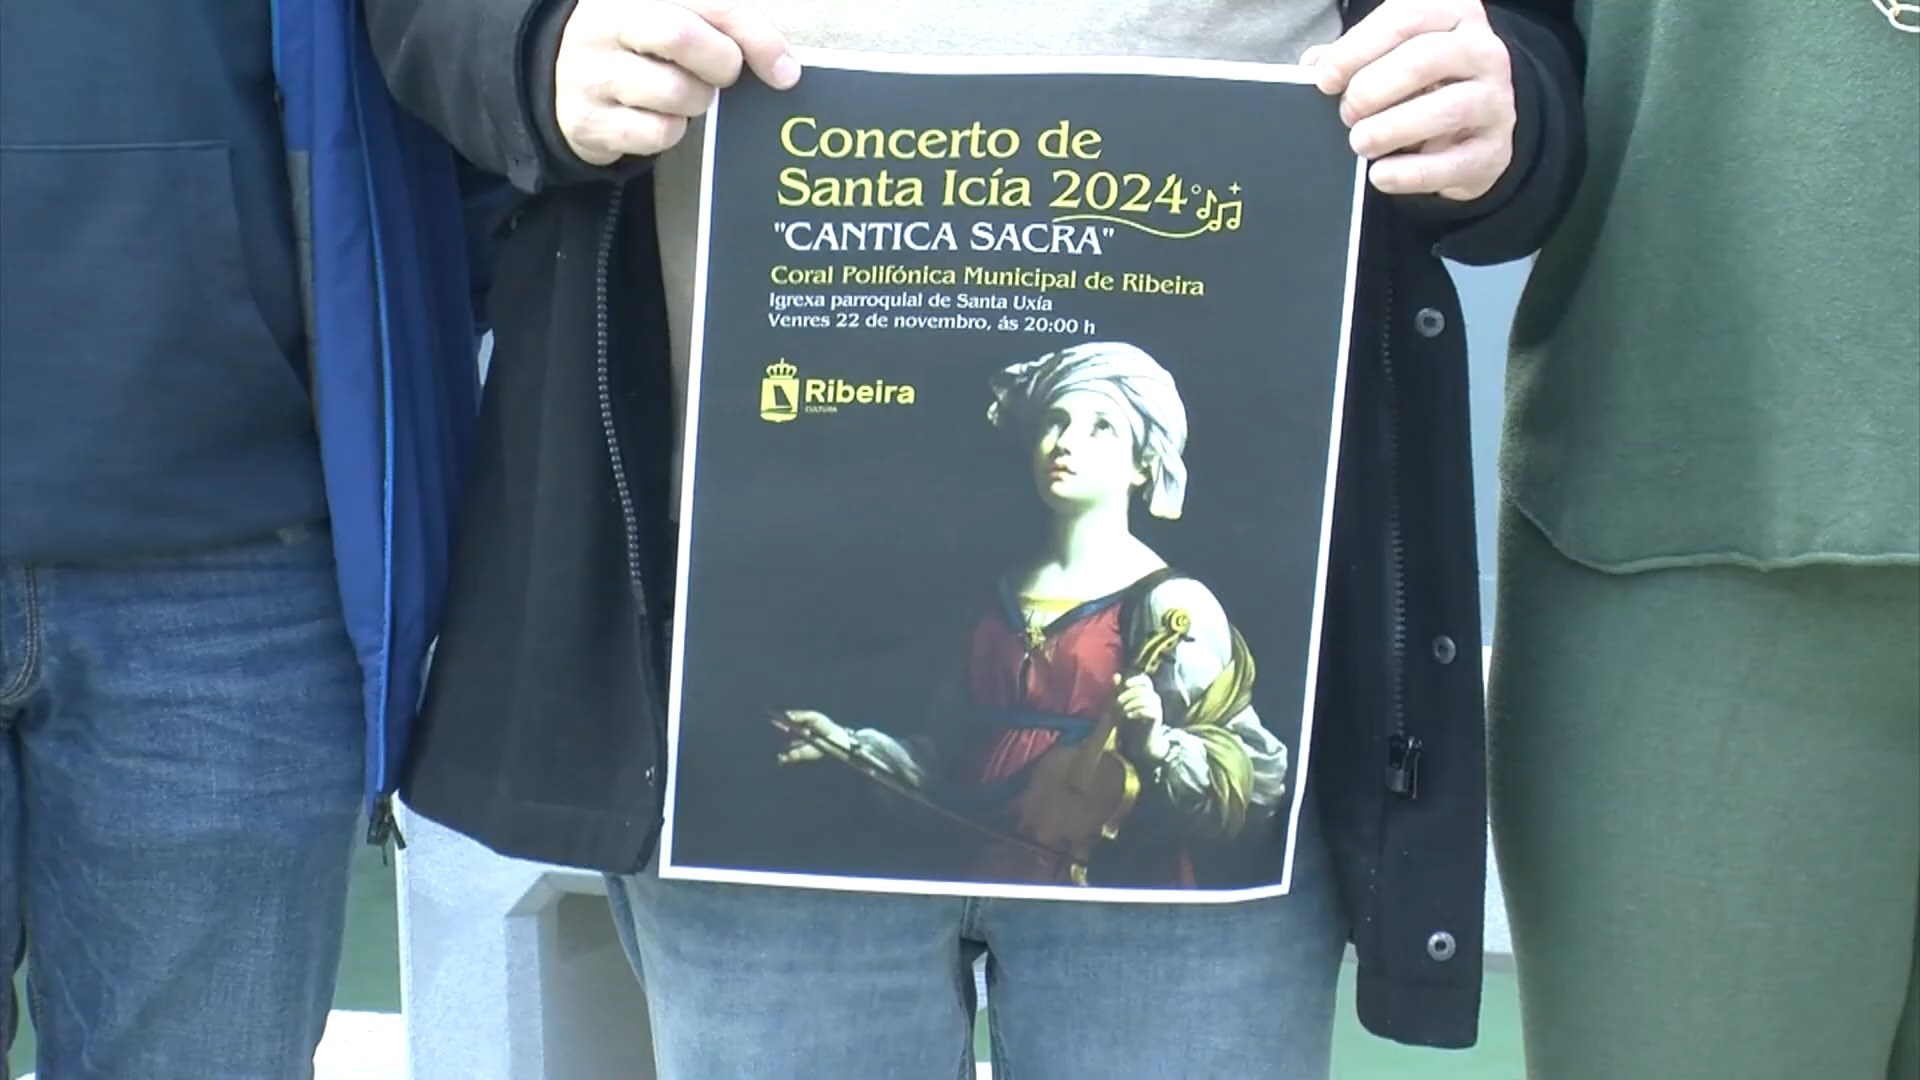 Concerto de
Santa Icía 2024
"CANTICA SACRA"
Coral Polifónica Municipal de Ribeira
Igrexa parroquial de Santa Uxía
Venres 22 de novembro, ás 20:00 h
Ribeira
CULTURA